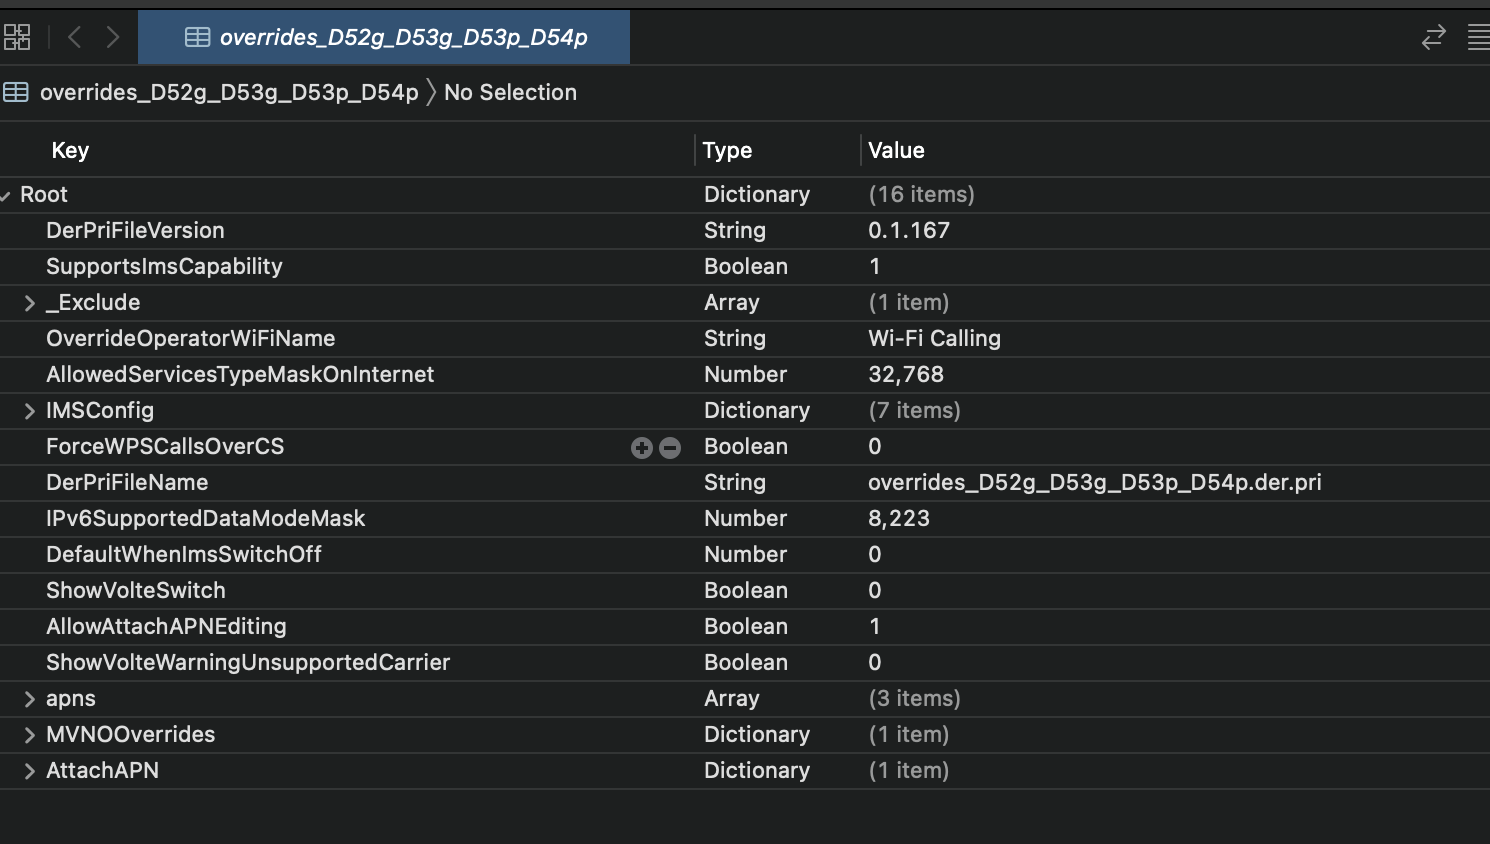 overrides_D52g_D53g_D53p_D54p
overrides_D52g_D53g_D53p_D54p No Selection
Key Type Value
Root Dictionary (16 items)
DerPriFileVersion String 0.1.167
SupportsImsCapability Boolean 1
_Exclude Array (1 item)
OverrideOperatorWiFiName String Wi-Fi Calling
AllowedServicesTypeMaskOnInternet Number 32,768
IMSConfig Dictionary (7 items)
ForceWPSCallsOverCS Boolean 0
DerPriFileName String overrides_D52g_D53g_D53p_D54p.der.pri
IPv6SupportedDataModeMask Number 8,223
DefaultWhenImsSwitchOff Number 0
ShowVolteSwitch Boolean 0
AllowAttachAPNEditing Boolean 1
ShowVolteWarningUnsupportedCarrier Boolean 0
apns Array (3 items)
MVNOOverrides Dictionary (1 item)
AttachAPN Dictionary (1 item)